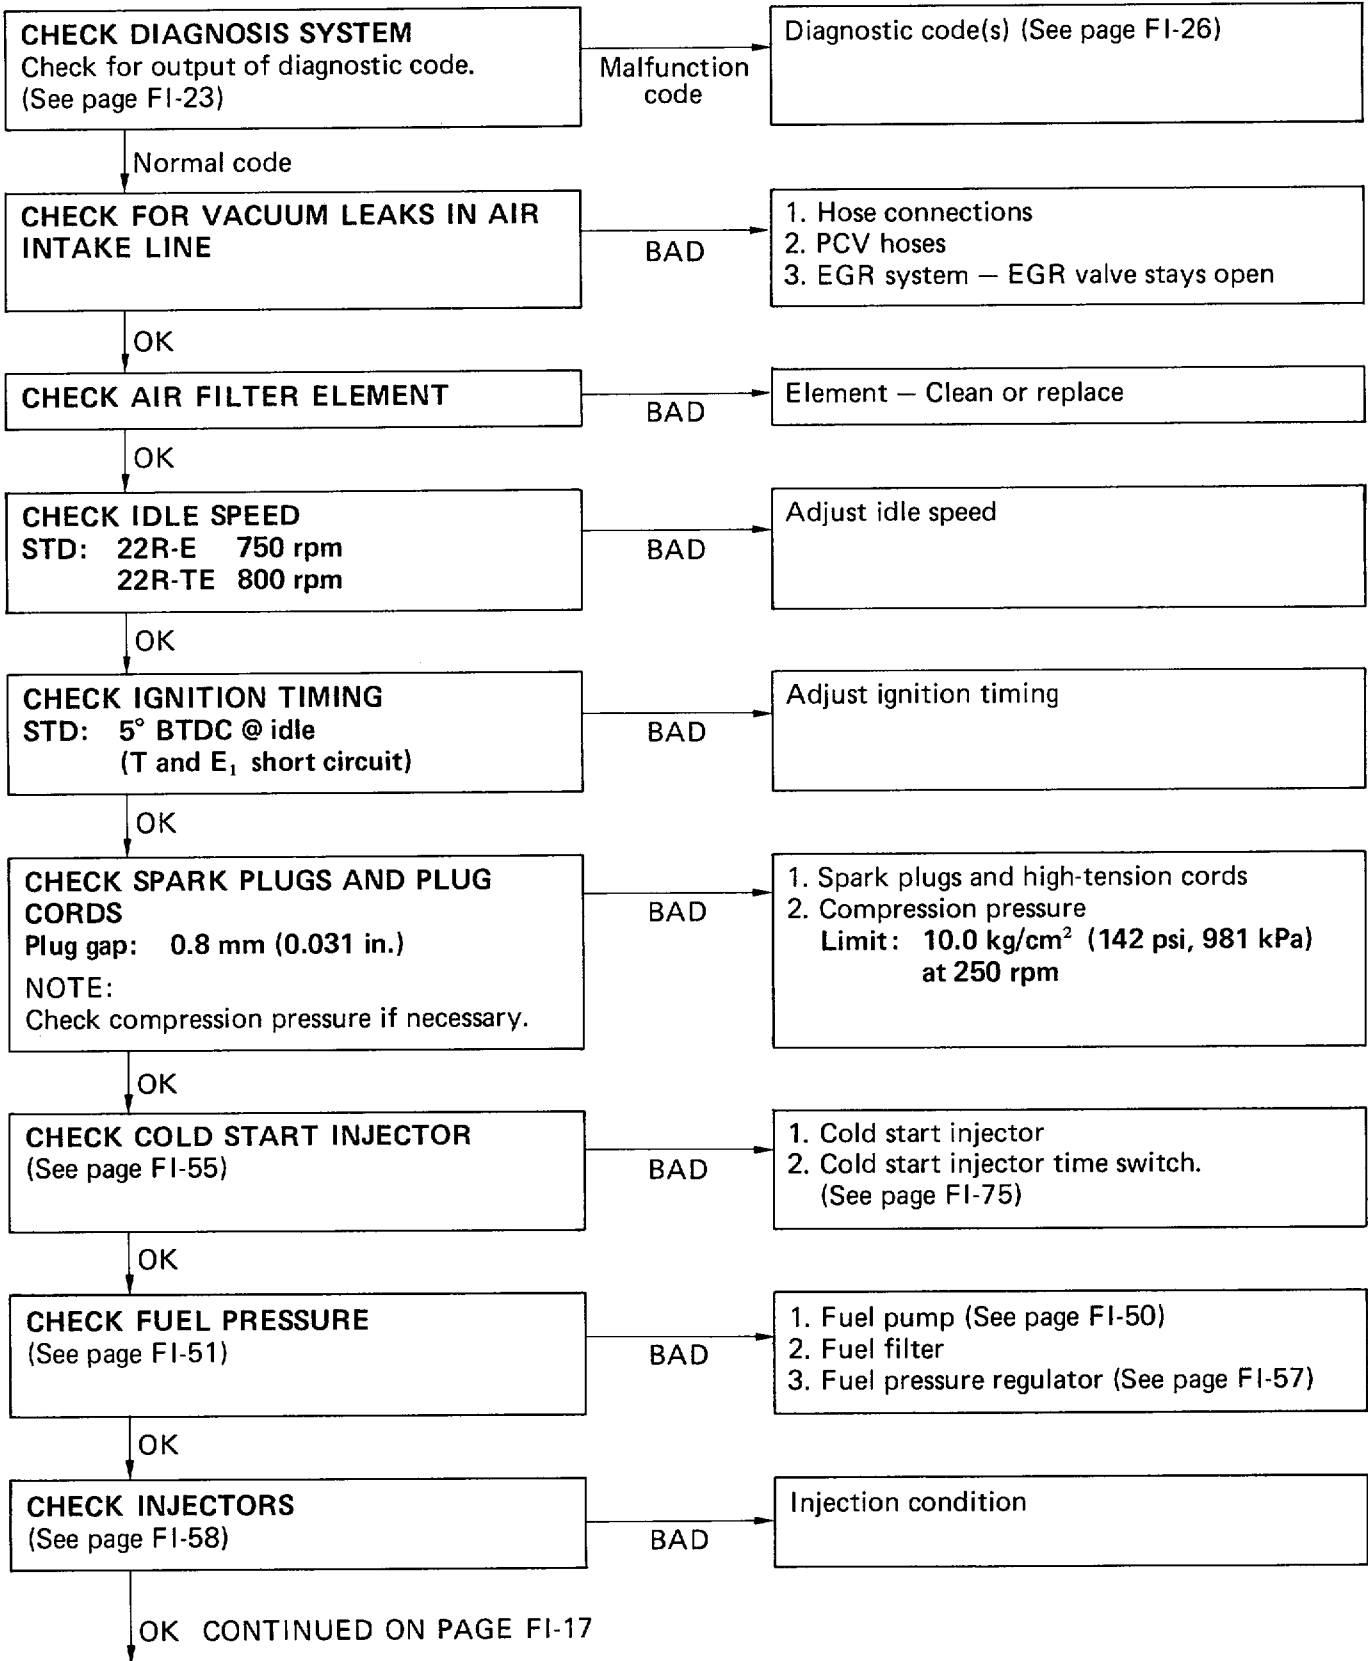 CHECK DIAGNOSIS SYSTEM
Check for output of diagnostic code.
(See page FI-23)
Malfunction
code
Diagnostic code(s) (See page FI-26)
Normal code
CHECK FOR VACUUM LEAKS IN AIR
INTAKE LINE
BAD
1. Hose connections
2. PCV hoses
3. EGR system — EGR valve stays open
OK
CHECK AIR FILTER ELEMENT
BAD
Element — Clean or replace
OK
CHECK IDLE SPEED
STD: 22R-E 750 rpm
22R-TE 800 rpm
BAD
Adjust idle speed
OK
CHECK IGNITION TIMING
STD: 5° BTDC @ idle
(T and E₁ short circuit)
BAD
Adjust ignition timing
OK
CHECK SPARK PLUGS AND PLUG
CORDS
Plug gap: 0.8 mm (0.031 in.)
NOTE:
Check compression pressure if necessary.
BAD
1. Spark plugs and high-tension cords
2. Compression pressure
Limit: 10.0 kg/cm² (142 psi, 981 kPa)
at 250 rpm
OK
CHECK COLD START INJECTOR
(See page FI-55)
BAD
1. Cold start injector
2. Cold start injector time switch.
(See page FI-75)
OK
CHECK FUEL PRESSURE
(See page FI-51)
BAD
1. Fuel pump (See page FI-50)
2. Fuel filter
3. Fuel pressure regulator (See page FI-57)
OK
CHECK INJECTORS
(See page FI-58)
BAD
Injection condition
OK CONTINUED ON PAGE FI-17